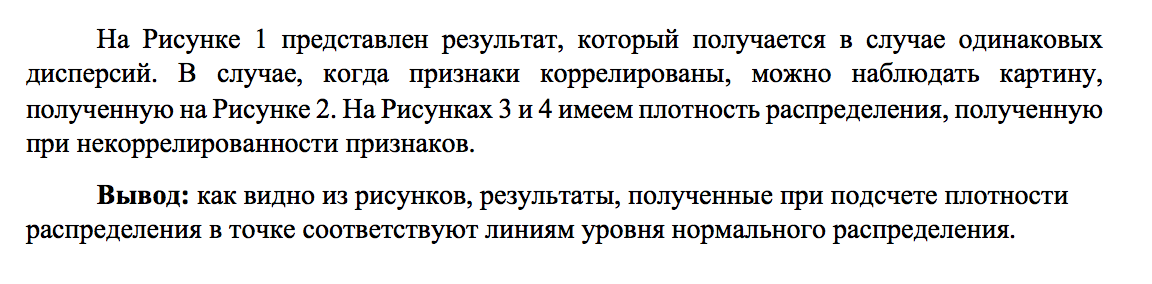 На Рисунке 1 представлен результат, который получается в случае одинаковых
дисперсий. В случае, когда признаки коррелированы, можно наблюдать картину,
полученную на Рисунке 2. На Рисунках 3 и 4 имеем плотность распределения, полученную
при некоррелированности признаков.
Вывод: как видно из рисунков, результаты, полученные при подсчете плотности
распределения в точке соответствуют линиям уровня нормального распределения.